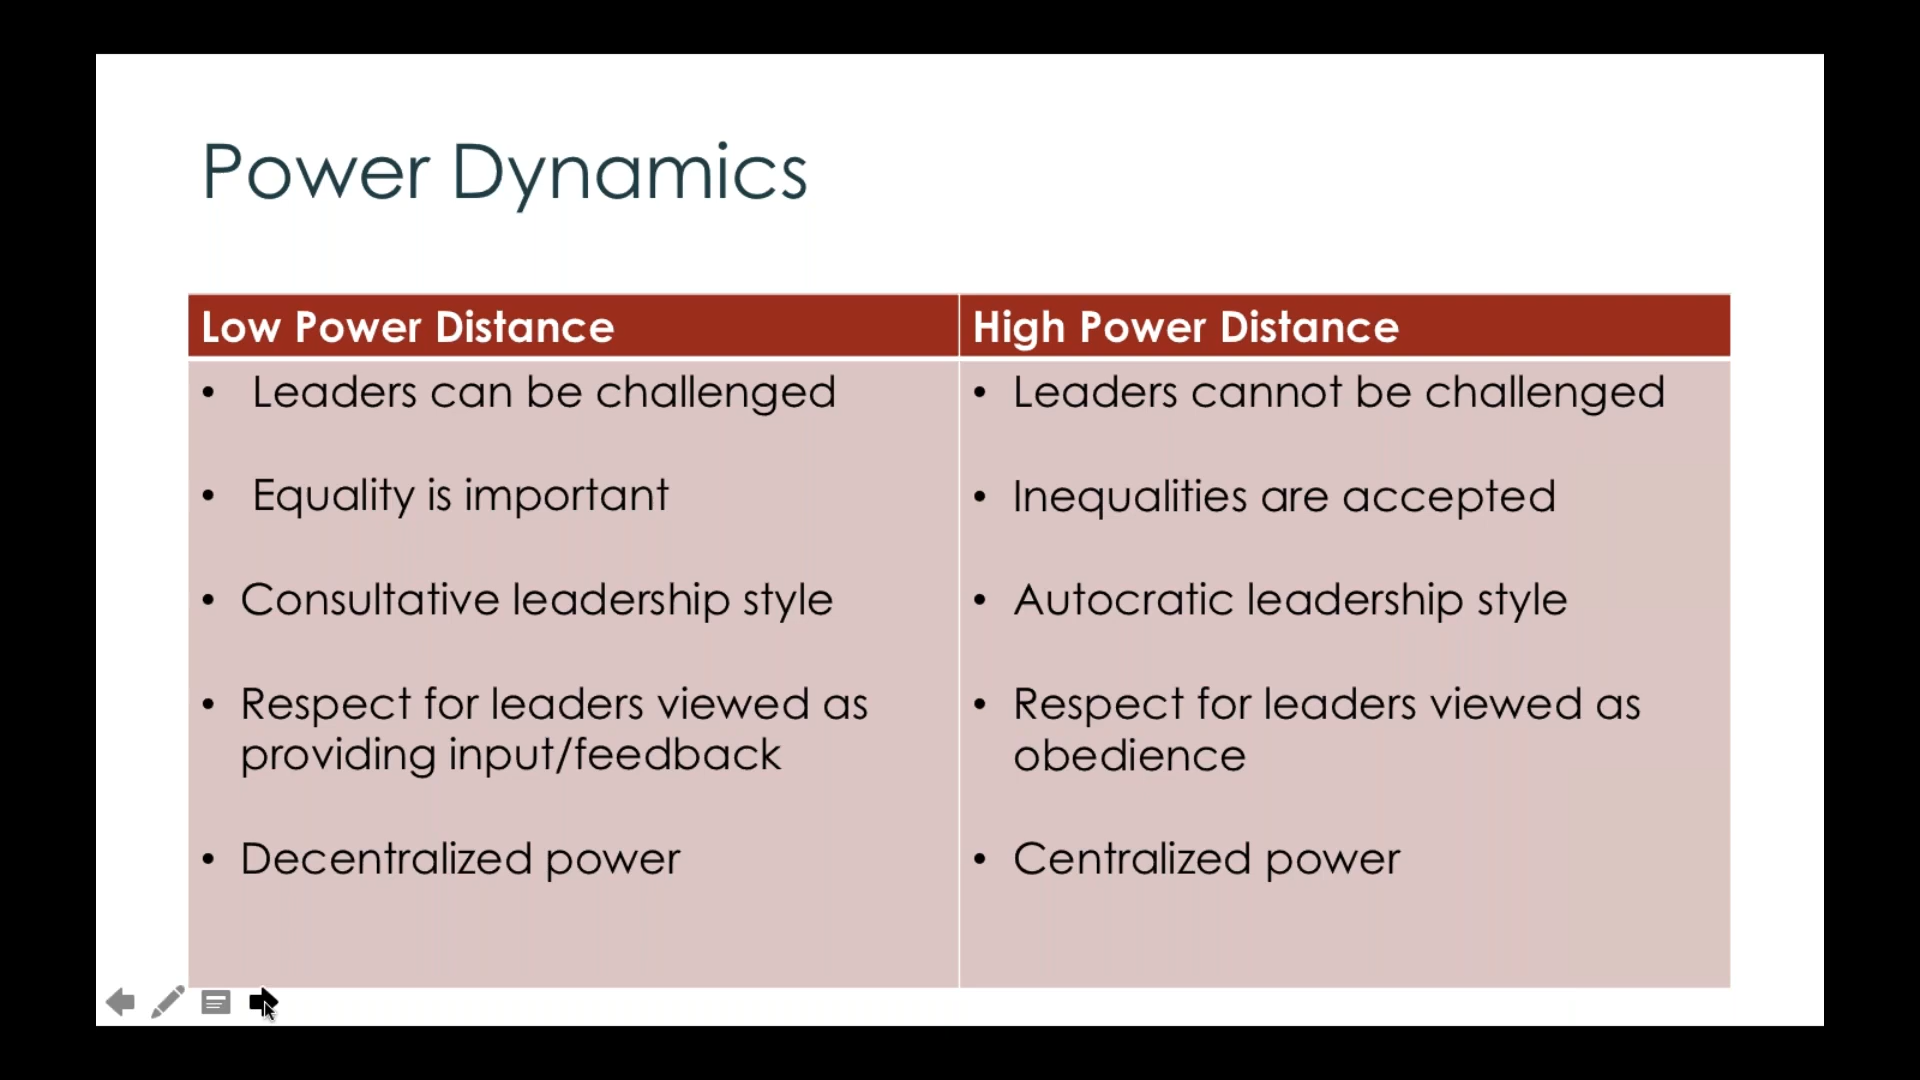 Power Dynamics
Low Power Distance
• Leaders can be challenged
• Equality is important
• Consultative leadership style
• Respect for leaders viewed as
providing input/feedback
• Decentralized power
High Power Distance
• Leaders cannot be challenged
• Inequalities are accepted
• Autocratic leadership style
• Respect for leaders viewed as
obedience
• Centralized power